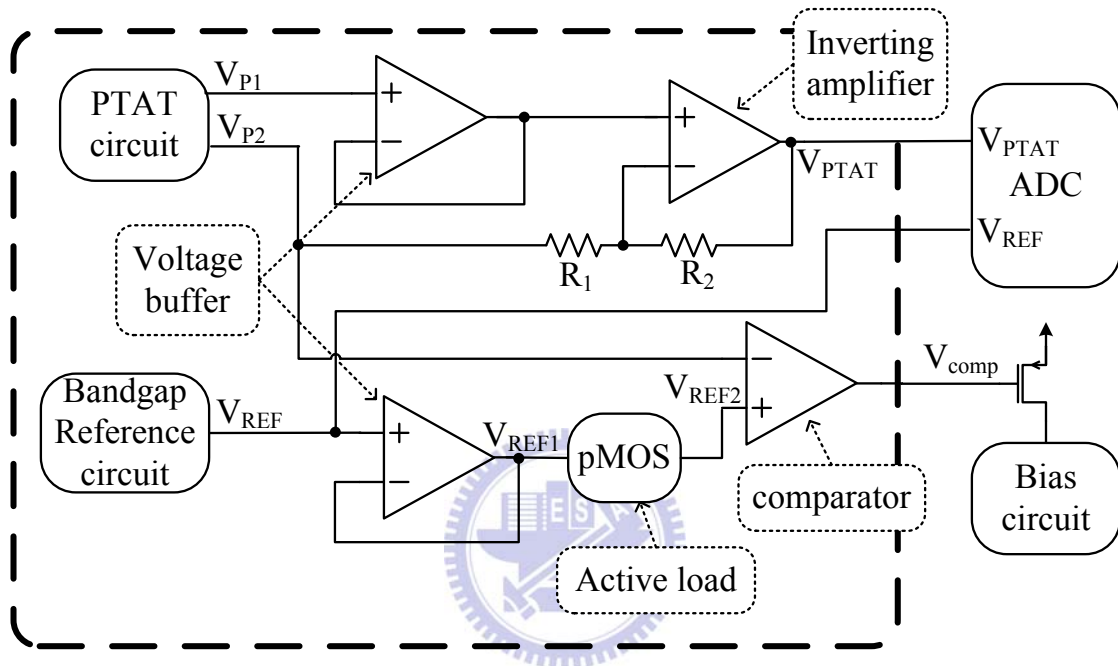 Inverting
amplifier
PTAT
circuit
V_P1
V_P2
+
−
+
−
V_PTAT
V_PTAT
ADC
V_REF
Voltage
buffer
R_1
R_2
Bandgap
Reference
circuit
V_REF
+
−
V_REF1
pMOS
V_REF2
−
+
V_comp
comparator
Bias
circuit
Active load
E S A